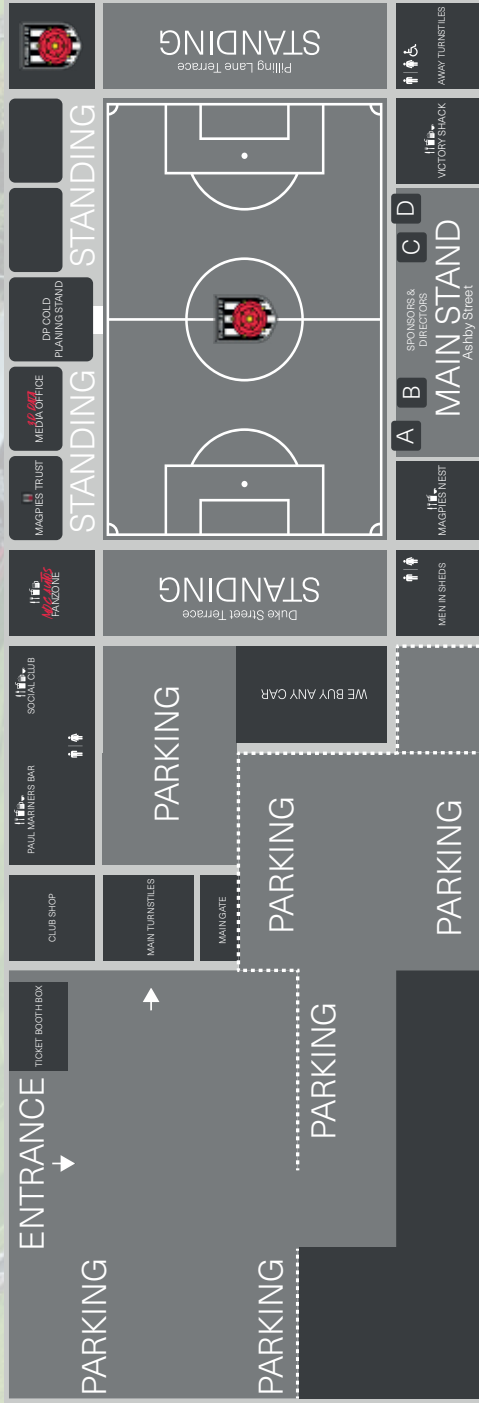 ENTRANCE
TICKET BOOTH BOX
CLUB SHOP
PAUL MARINERS BAR
SOCIAL CLUB
FANZONE
MAGPIES TRUST
MEDIA OFFICE
DP COLD
PLANING STAND
STANDING
STANDING
PARKING
MAIN TURNSTILES
MAIN GATE
PARKING
WE BUY ANY CAR
Duke Street Terrace
STANDING
Pilling Lane Terrace
STANDING
PARKING
PARKING
PARKING
PARKING
MEN IN SHEDS
MAGPIES NEST
A
B
C
D
SPONSORS &
DIRECTORS
MAIN STAND
Ashby Street
VICTORY SHACK
AWAY TURNSTILES